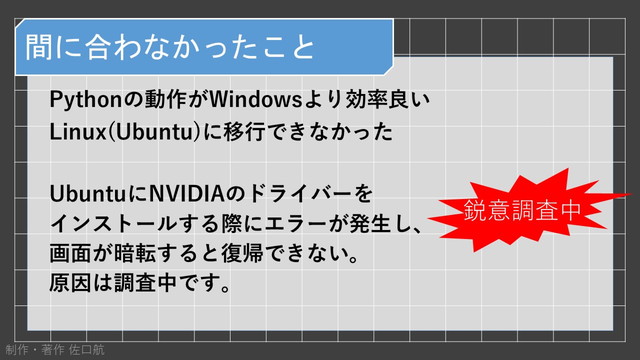 間に合わなかったこと
Pythonの動作がWindowsより効率良い
Linux(Ubuntu)に移行できなかった
UbuntuにNVIDIAのドライバーを
インストールする際にエラーが発生し、
画面が暗転すると復帰できない。
原因は調査中です。
鋭意調査中
制作・著作 佐口航